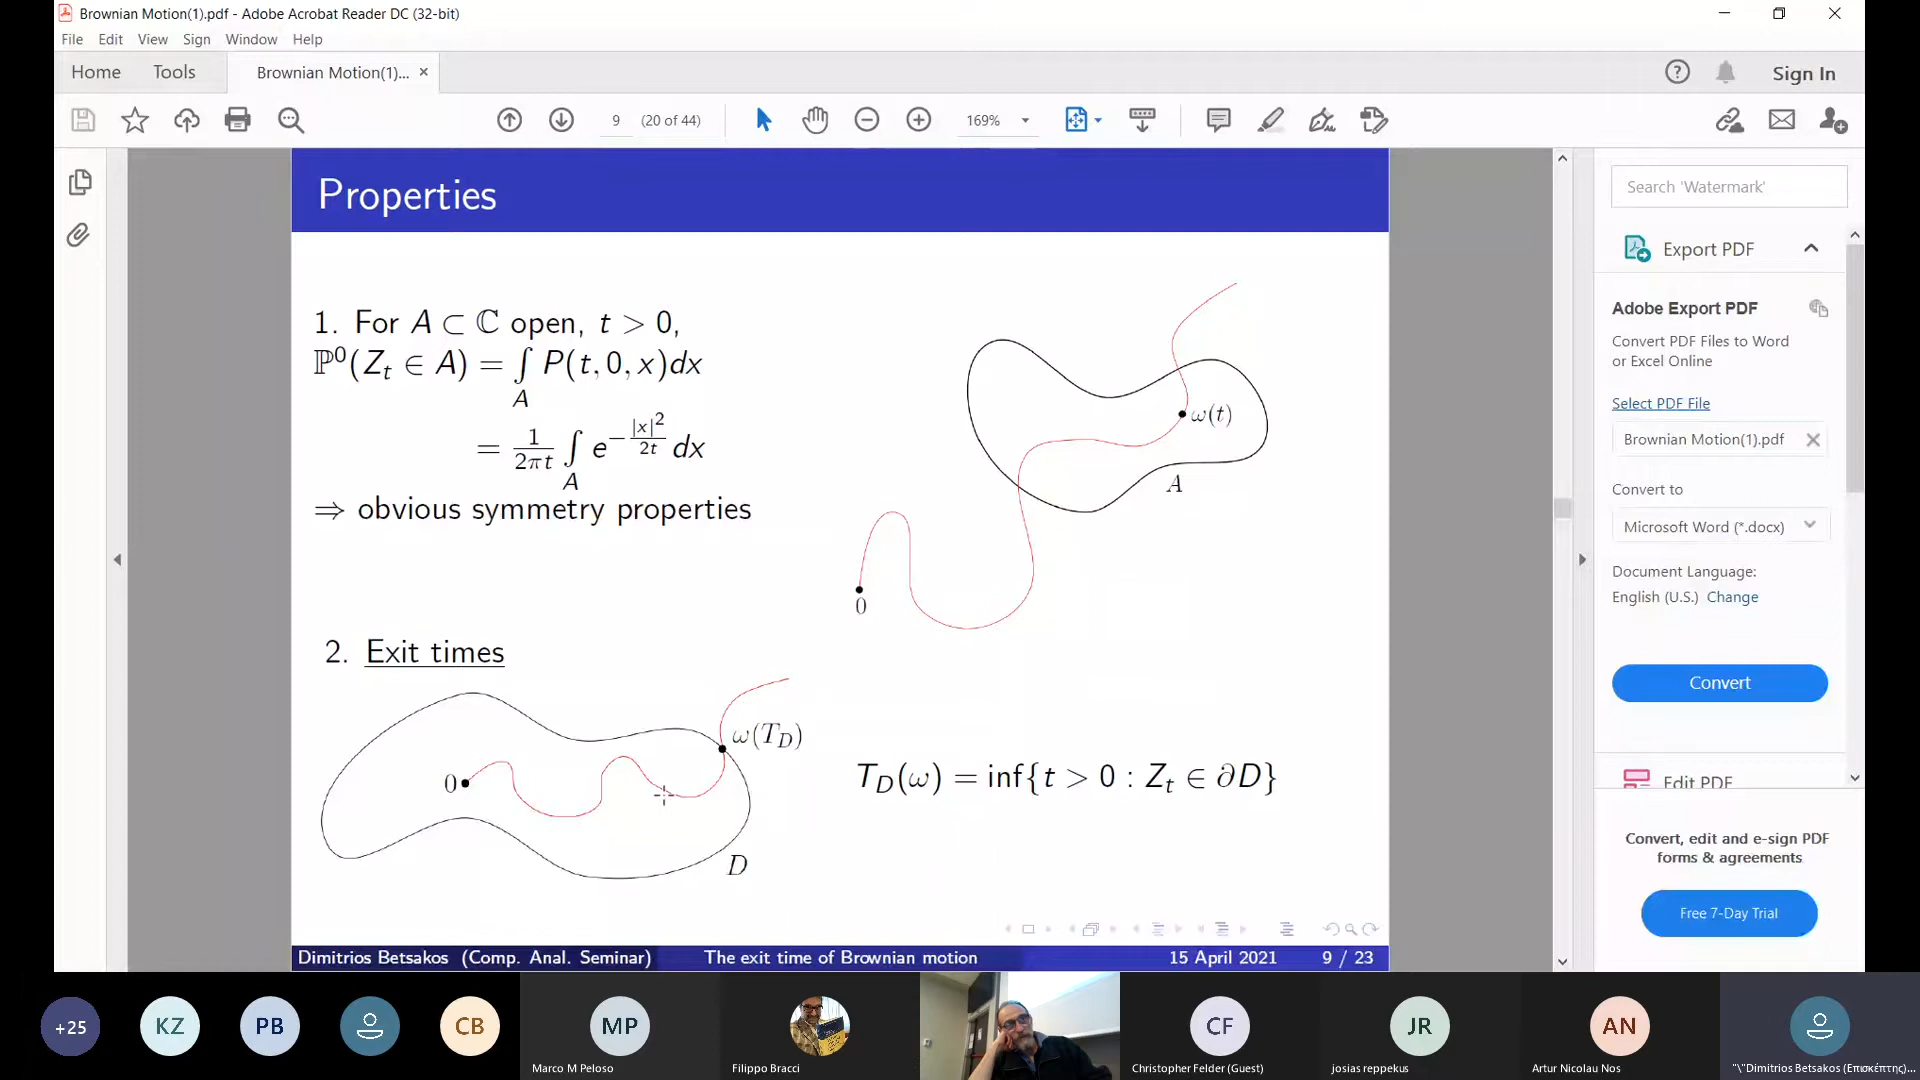 Brownian Motion(1).pdf - Adobe Acrobat Reader DC (32-bit)
File Edit View Sign Window Help
Home Tools Brownian Motion(1)... × Sign In
9 (20 of 44) 169%
Properties
1. For A ⊂ ℂ open, t > 0,
ℙ⁰(Z_t ∈ A) = ∫_A P(t, 0, x)dx
= 1/(2πt) ∫_A e^{-|x|²/(2t)} dx
⇒ obvious symmetry properties
ω(t)
A
0
2. Exit times
0
ω(T_D)
D
T_D(ω) = inf{t > 0 : Z_t ∈ ∂D}
Dimitrios Betsakos (Comp. Anal. Seminar) The exit time of Brownian motion 15 April 2021 9 / 23
Search 'Watermark'
Export PDF
Adobe Export PDF
Convert PDF Files to Word
or Excel Online
Select PDF File
Brownian Motion(1).pdf
Convert to
Microsoft Word (*.docx)
Document Language:
English (U.S.) Change
Convert
Edit PDF
Convert, edit and e-sign PDF
forms & agreements
Free 7-Day Trial
+25 KZ PB CB MP CF JR AN
Marco M Peloso Filippo Bracci Christopher Felder (Guest) josias reppekus Artur Nicolau Nos "\"Dimitrios Betsakos (Επισκέπτης)...